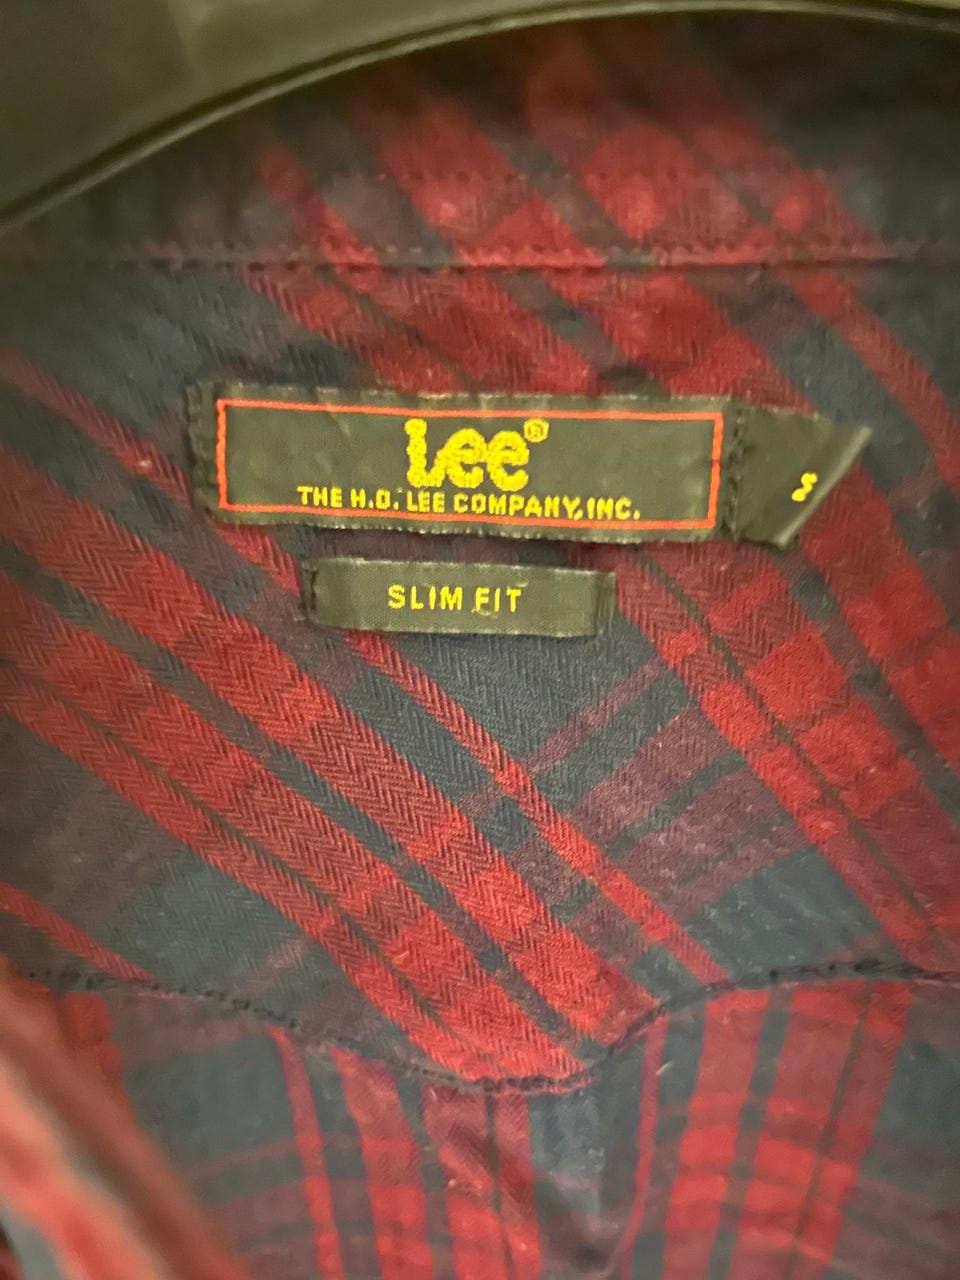 Lee®
THE H.D. LEE COMPANY, INC.
M
SLIM FIT